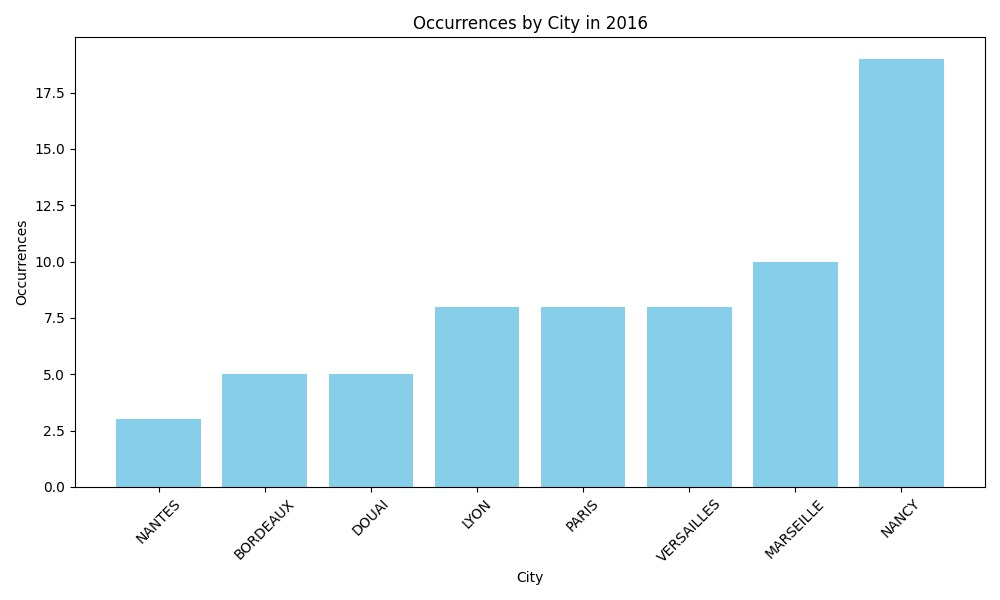 Occurrences by City in 2016
Occurrences
17.5
15.0
12.5
10.0
7.5
5.0
2.5
0.0
NANTES
BORDEAUX
DOUAI
LYON
PARIS
VERSAILLES
MARSEILLE
NANCY
City